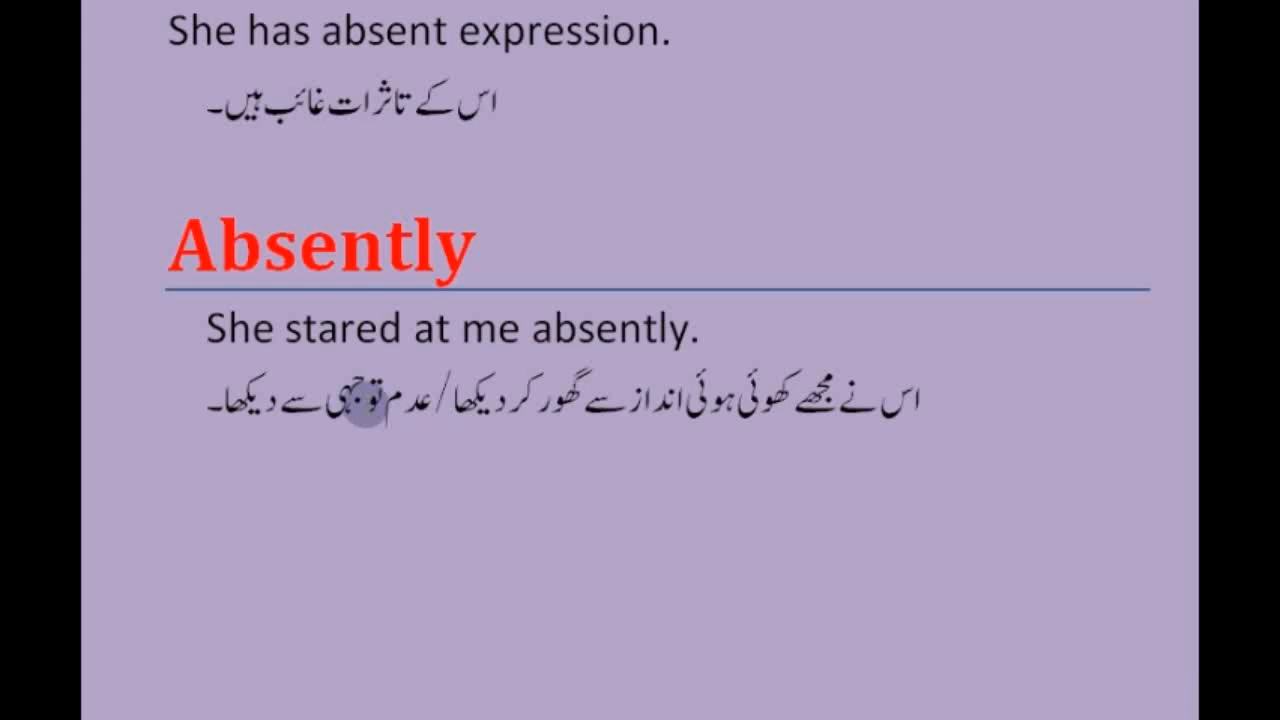 She has absent expression.
اس کے تاثرات غائب ہیں۔
Absently
She stared at me absently.
اس نے مجھے کھوئی ہوئی انداز سے گھور کر دیکھا/عدم توجہی سے دیکھا۔